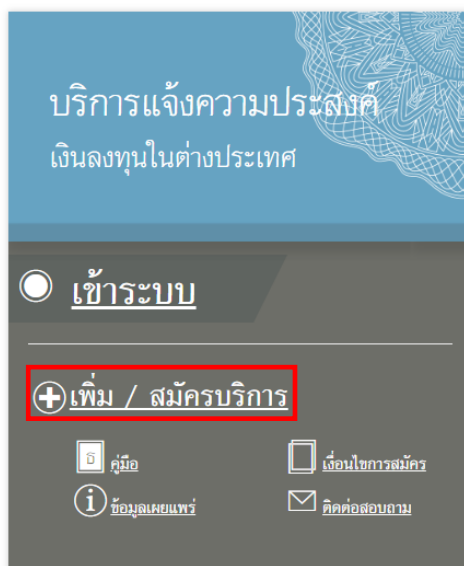 บริการแจ้งความประสงค์
เงินลงทุนในต่างประเทศ
เข้าระบบ
เพิ่ม / สมัครบริการ
ธ คู่มือ เงื่อนไขการสมัคร
i ข้อมูลเผยแพร่ ติดต่อสอบถาม